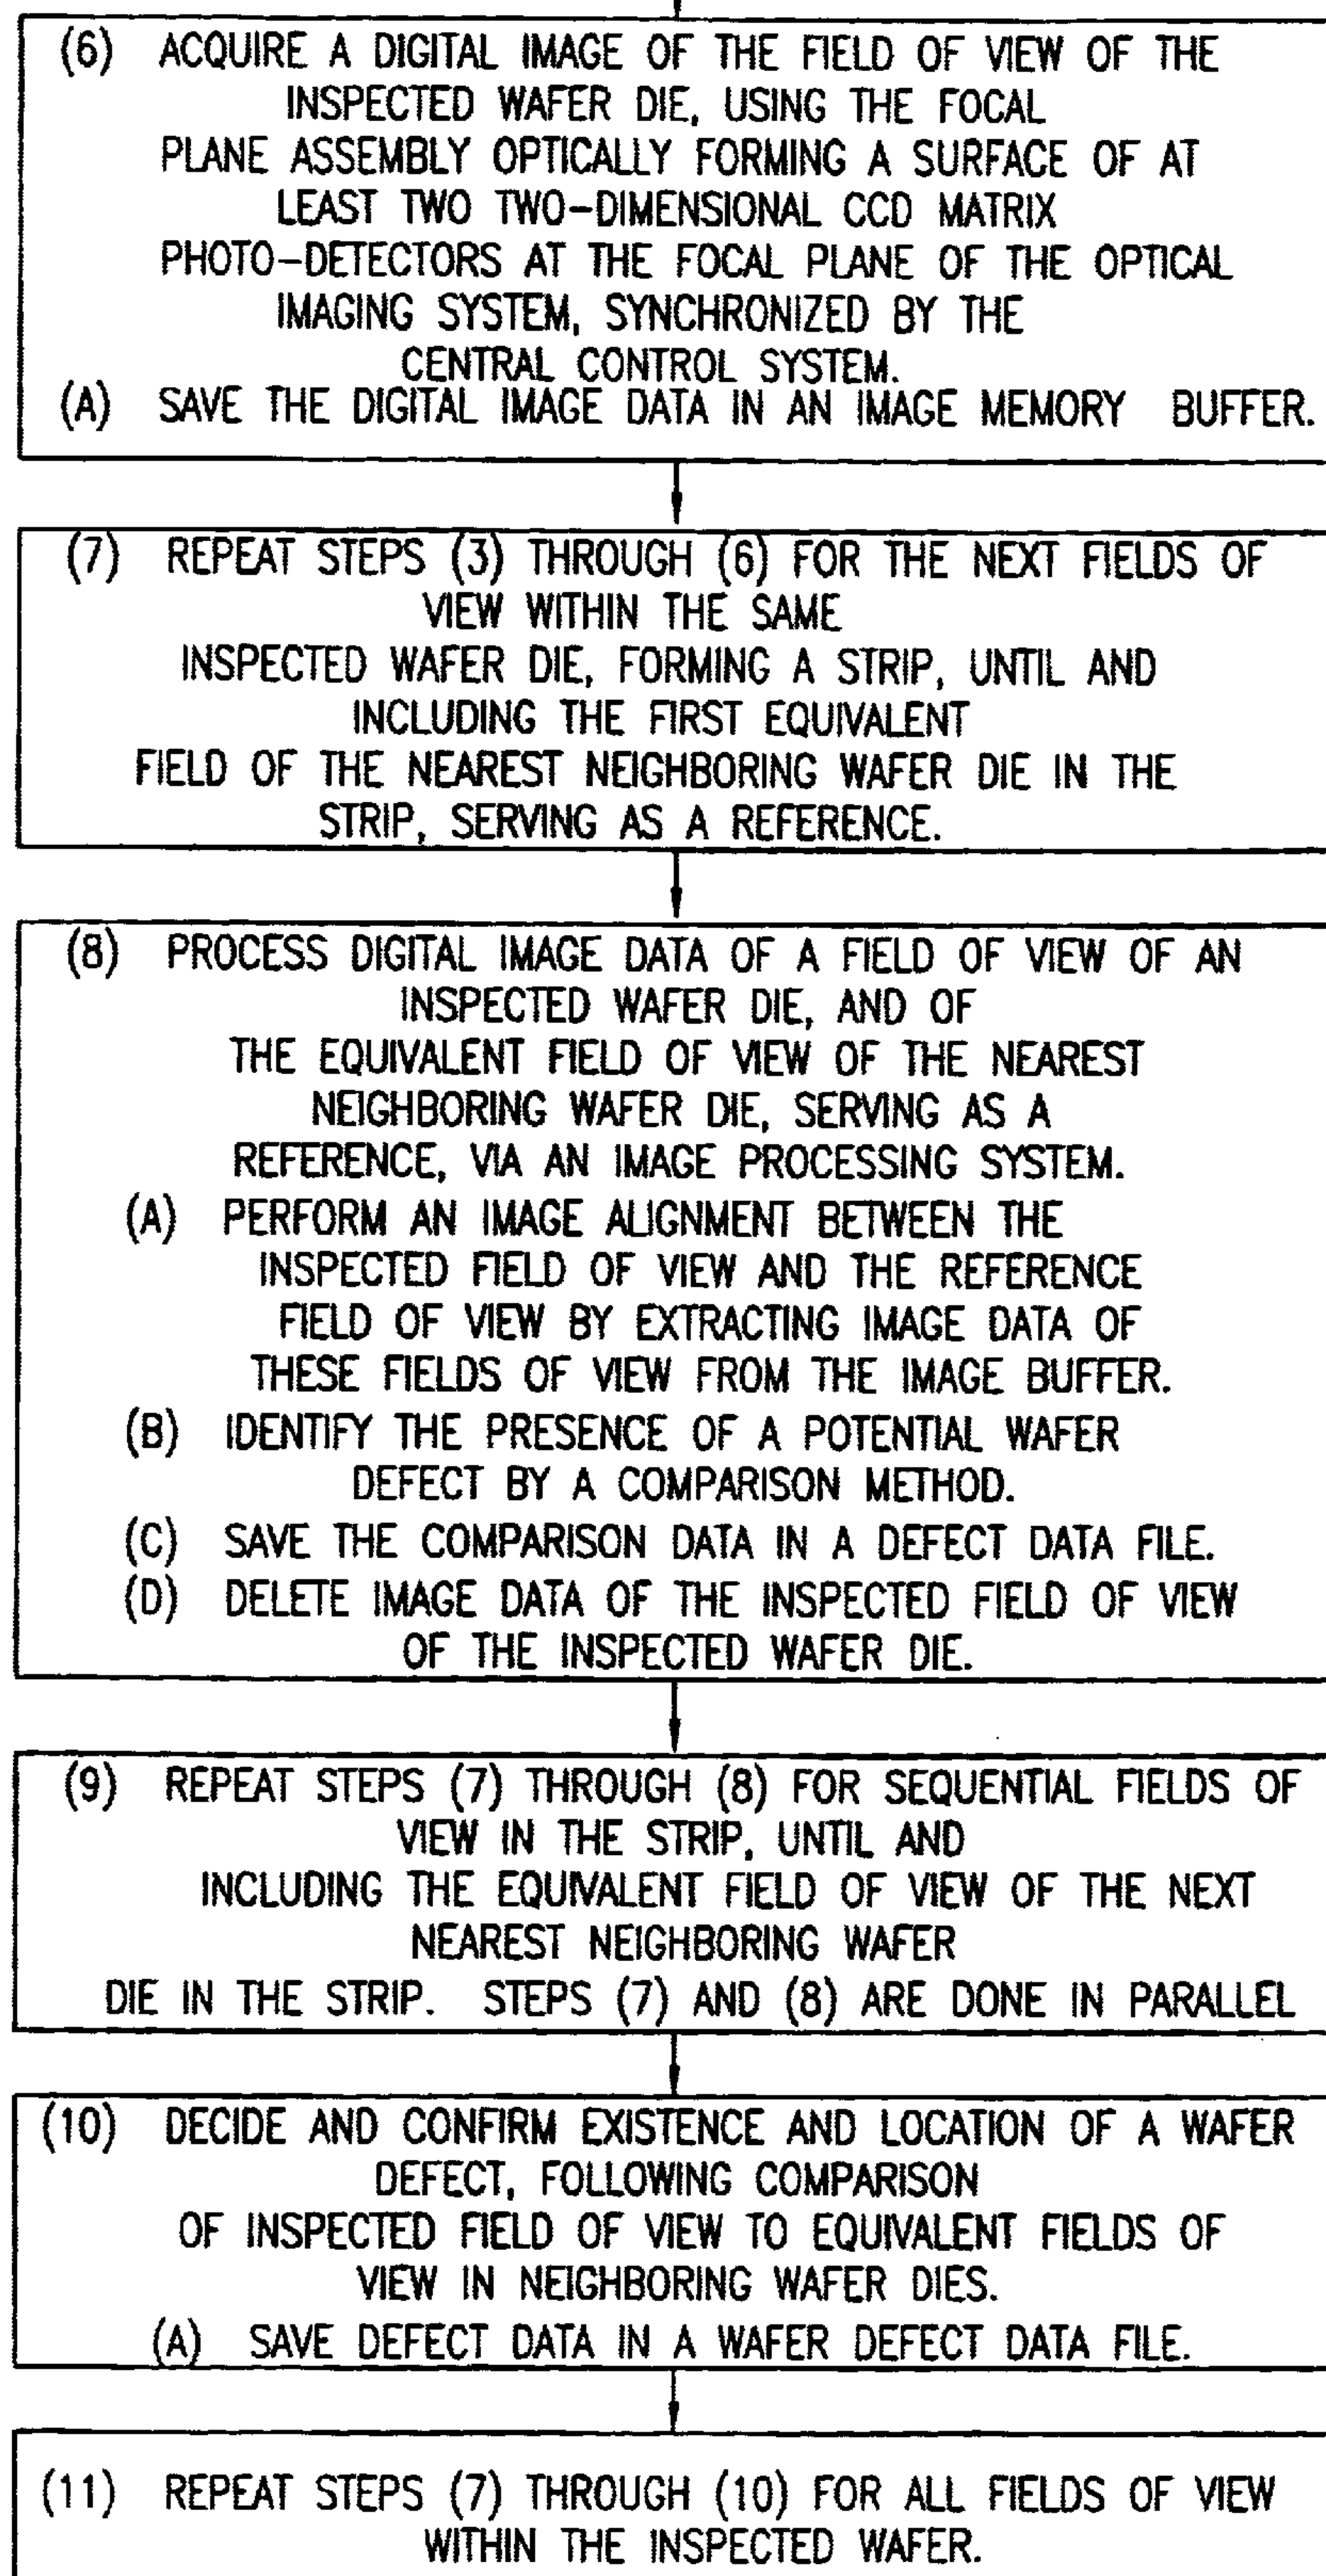 (6) ACQUIRE A DIGITAL IMAGE OF THE FIELD OF VIEW OF THE
INSPECTED WAFER DIE, USING THE FOCAL
PLANE ASSEMBLY OPTICALLY FORMING A SURFACE OF AT
LEAST TWO TWO-DIMENSIONAL CCD MATRIX
PHOTO-DETECTORS AT THE FOCAL PLANE OF THE OPTICAL
IMAGING SYSTEM, SYNCHRONIZED BY THE
CENTRAL CONTROL SYSTEM.
(A) SAVE THE DIGITAL IMAGE DATA IN AN IMAGE MEMORY BUFFER.
(7) REPEAT STEPS (3) THROUGH (6) FOR THE NEXT FIELDS OF
VIEW WITHIN THE SAME
INSPECTED WAFER DIE, FORMING A STRIP, UNTIL AND
INCLUDING THE FIRST EQUIVALENT
FIELD OF THE NEAREST NEIGHBORING WAFER DIE IN THE
STRIP, SERVING AS A REFERENCE.
(8) PROCESS DIGITAL IMAGE DATA OF A FIELD OF VIEW OF AN
INSPECTED WAFER DIE, AND OF
THE EQUIVALENT FIELD OF VIEW OF THE NEAREST
NEIGHBORING WAFER DIE, SERVING AS A
REFERENCE, VIA AN IMAGE PROCESSING SYSTEM.
(A) PERFORM AN IMAGE ALIGNMENT BETWEEN THE
INSPECTED FIELD OF VIEW AND THE REFERENCE
FIELD OF VIEW BY EXTRACTING IMAGE DATA OF
THESE FIELDS OF VIEW FROM THE IMAGE BUFFER.
(B) IDENTIFY THE PRESENCE OF A POTENTIAL WAFER
DEFECT BY A COMPARISON METHOD.
(C) SAVE THE COMPARISON DATA IN A DEFECT DATA FILE.
(D) DELETE IMAGE DATA OF THE INSPECTED FIELD OF VIEW
OF THE INSPECTED WAFER DIE.
(9) REPEAT STEPS (7) THROUGH (8) FOR SEQUENTIAL FIELDS OF
VIEW IN THE STRIP, UNTIL AND
INCLUDING THE EQUIVALENT FIELD OF VIEW OF THE NEXT
NEAREST NEIGHBORING WAFER
DIE IN THE STRIP. STEPS (7) AND (8) ARE DONE IN PARALLEL
(10) DECIDE AND CONFIRM EXISTENCE AND LOCATION OF A WAFER
DEFECT, FOLLOWING COMPARISON
OF INSPECTED FIELD OF VIEW TO EQUIVALENT FIELDS OF
VIEW IN NEIGHBORING WAFER DIES.
(A) SAVE DEFECT DATA IN A WAFER DEFECT DATA FILE.
(11) REPEAT STEPS (7) THROUGH (10) FOR ALL FIELDS OF VIEW
WITHIN THE INSPECTED WAFER.